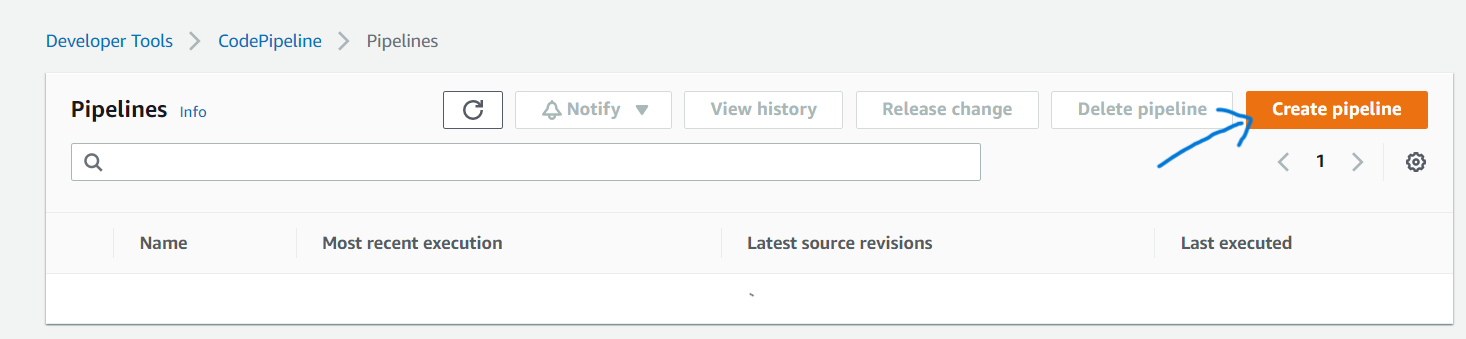 Developer Tools > CodePipeline > Pipelines
Pipelines Info Notify View history Release change Delete pipeline Create pipeline
1
Name Most recent execution Latest source revisions Last executed